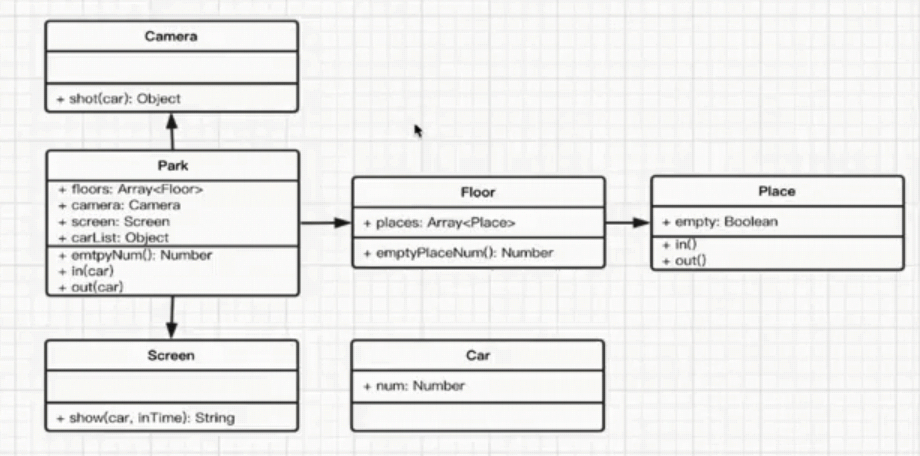 Camera
+ shot(car): Object
Park
+ floors: Array<Floor>
+ camera: Camera
+ screen: Screen
+ carList: Object
+ emtpyNum(): Number
+ in(car)
+ out(car)
Floor
+ places: Array<Place>
+ emptyPlaceNum(): Number
Place
+ empty: Boolean
+ in()
+ out()
Screen
+ show(car, inTime): String
Car
+ num: Number